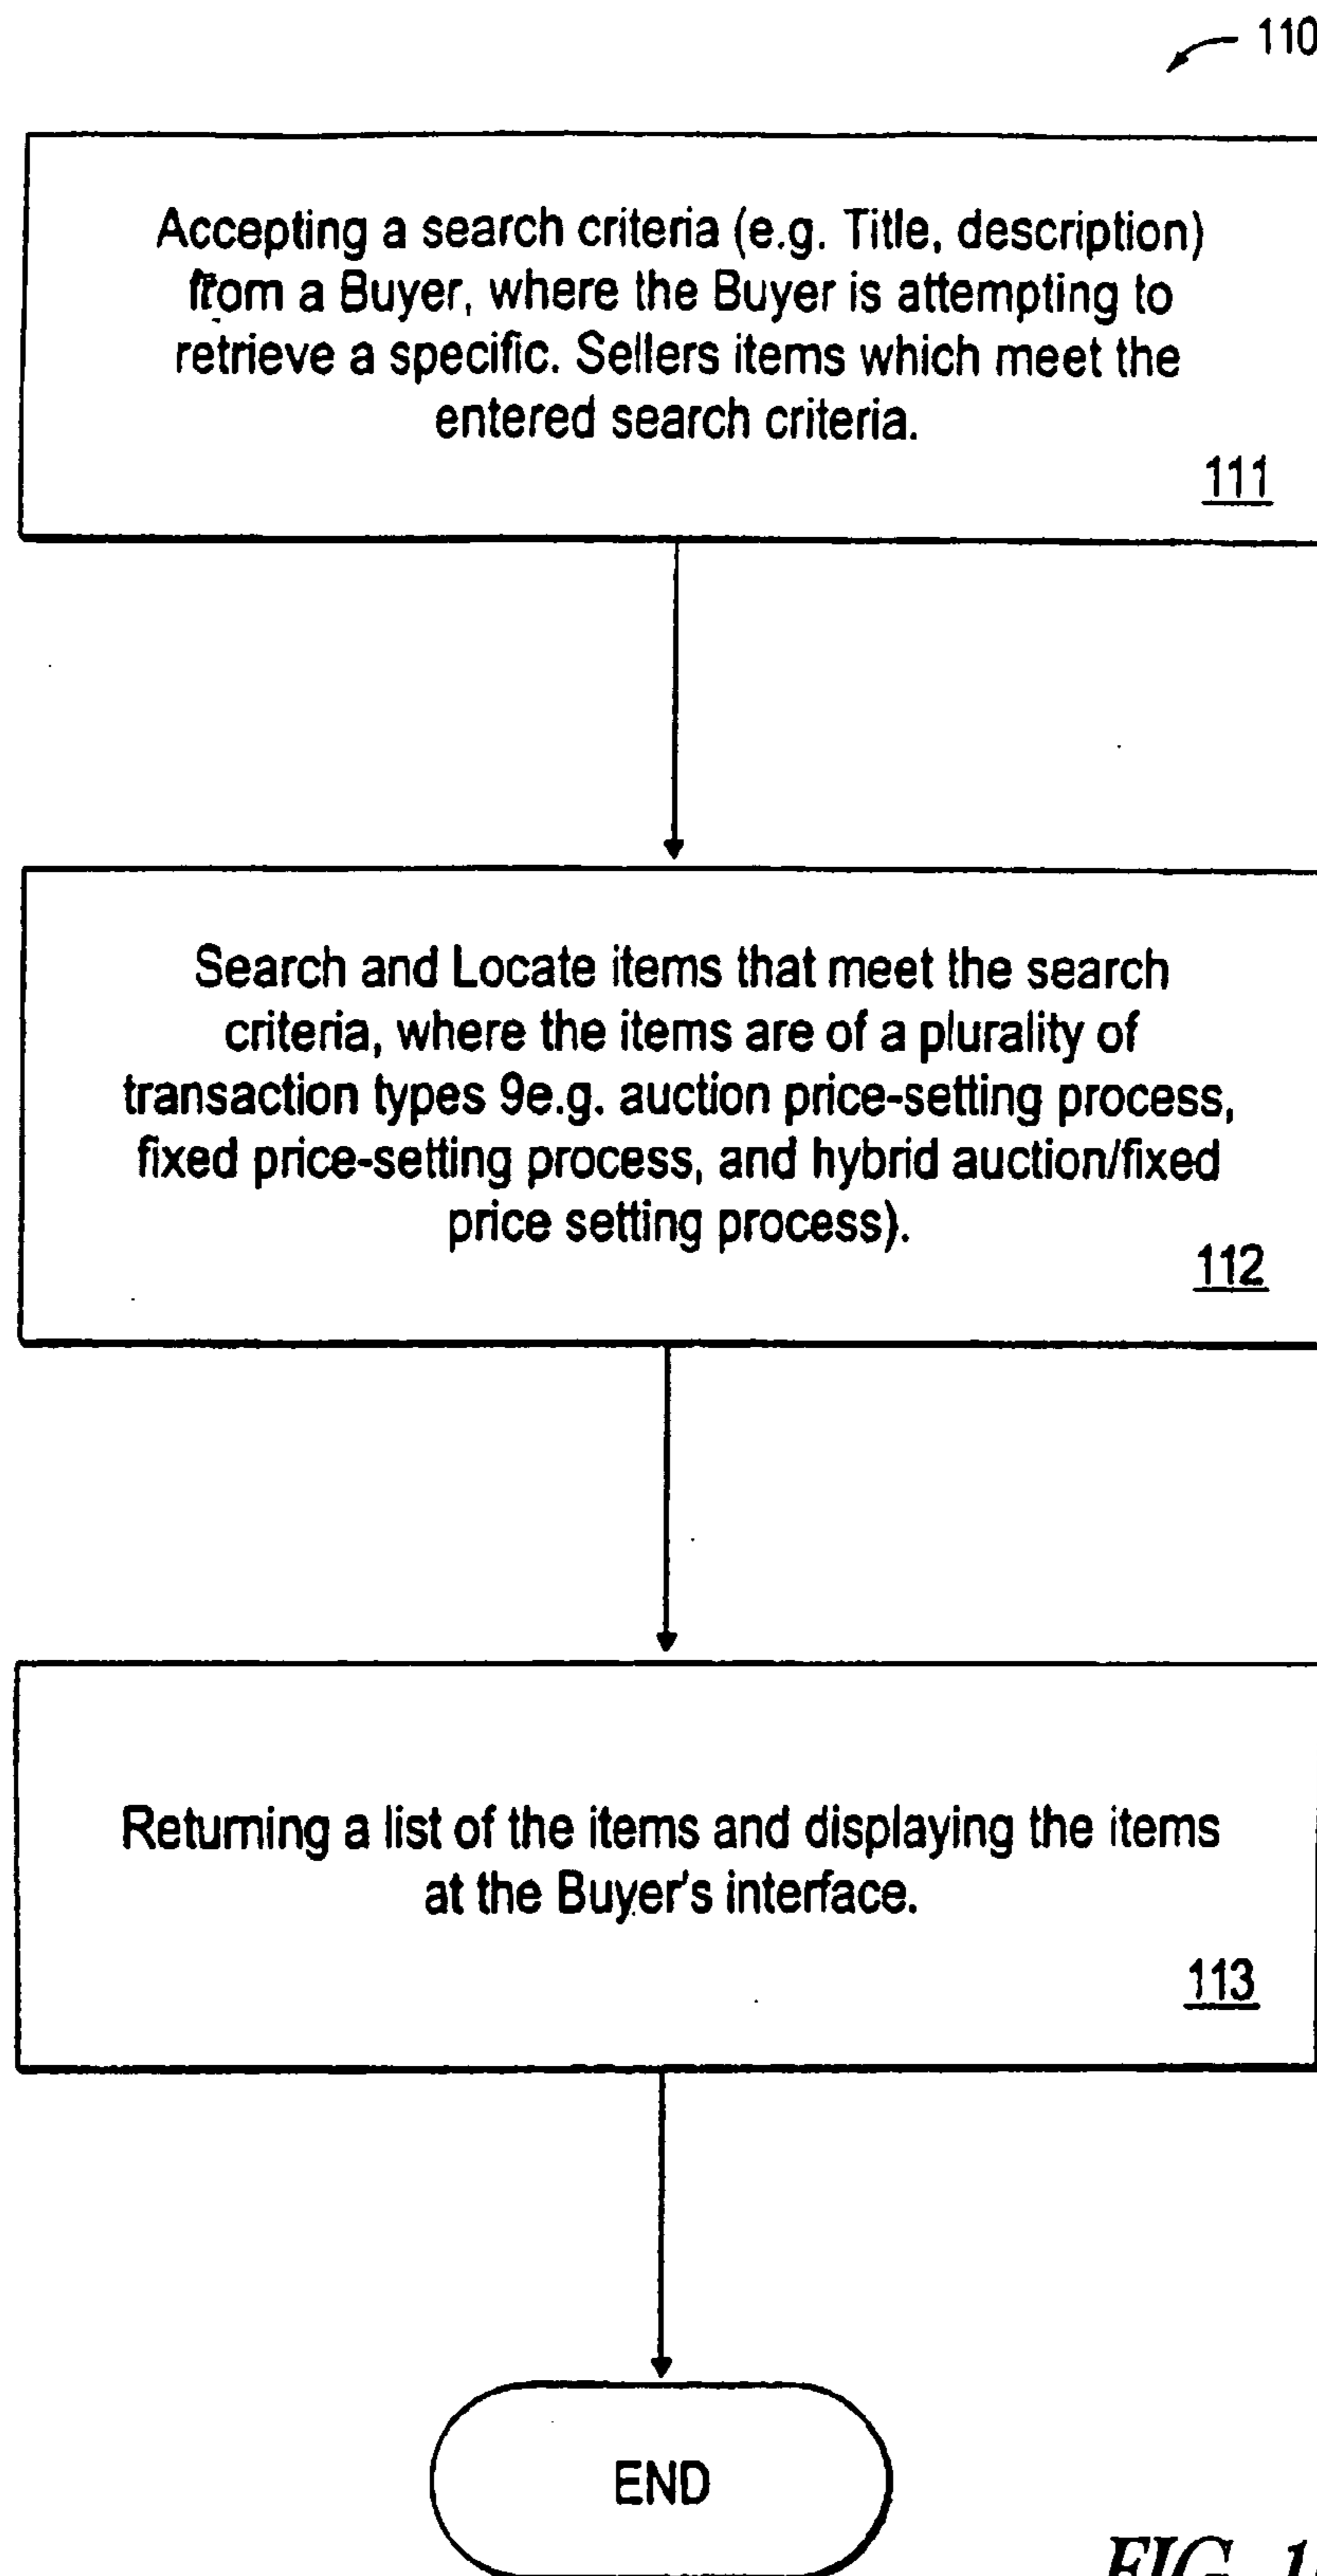 110
Accepting a search criteria (e.g. Title, description)
from a Buyer, where the Buyer is attempting to
retrieve a specific. Sellers items which meet the
entered search criteria.
111
Search and Locate items that meet the search
criteria, where the items are of a plurality of
transaction types 9e.g. auction price-setting process,
fixed price-setting process, and hybrid auction/fixed
price setting process).
112
Returning a list of the items and displaying the items
at the Buyer's interface.
113
END
FIG.